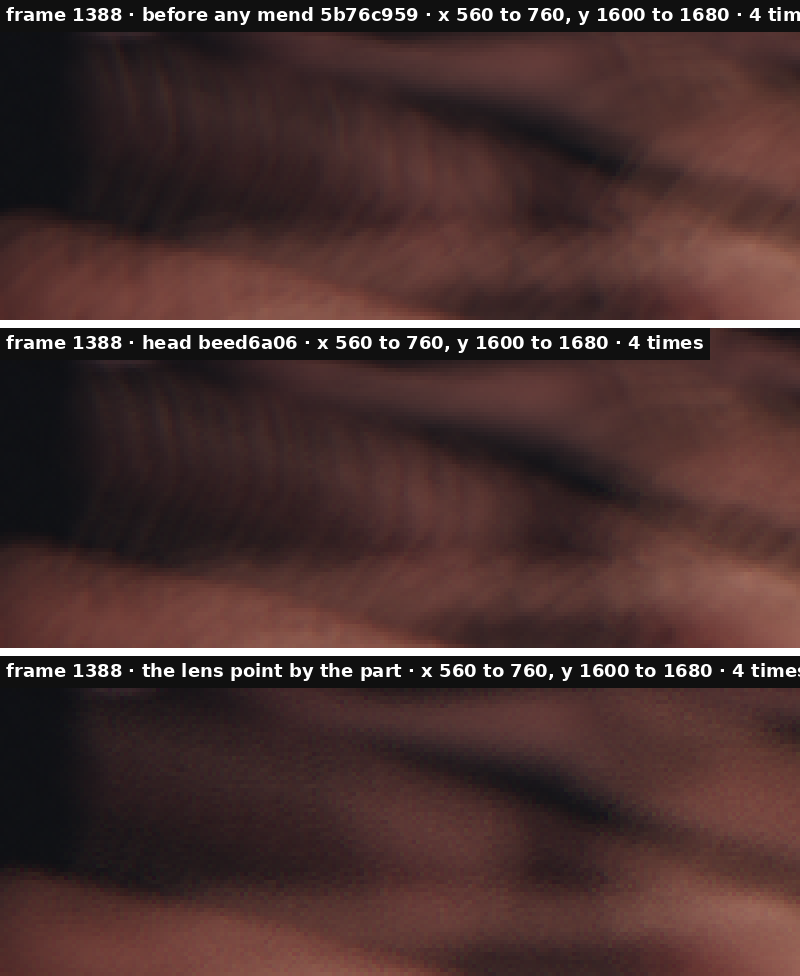 frame 1388 · before any mend 5b76c959 · x 560 to 760, y 1600 to 1680 · 4 tim
frame 1388 · head beed6a06 · x 560 to 760, y 1600 to 1680 · 4 times
frame 1388 · the lens point by the part · x 560 to 760, y 1600 to 1680 · 4 times